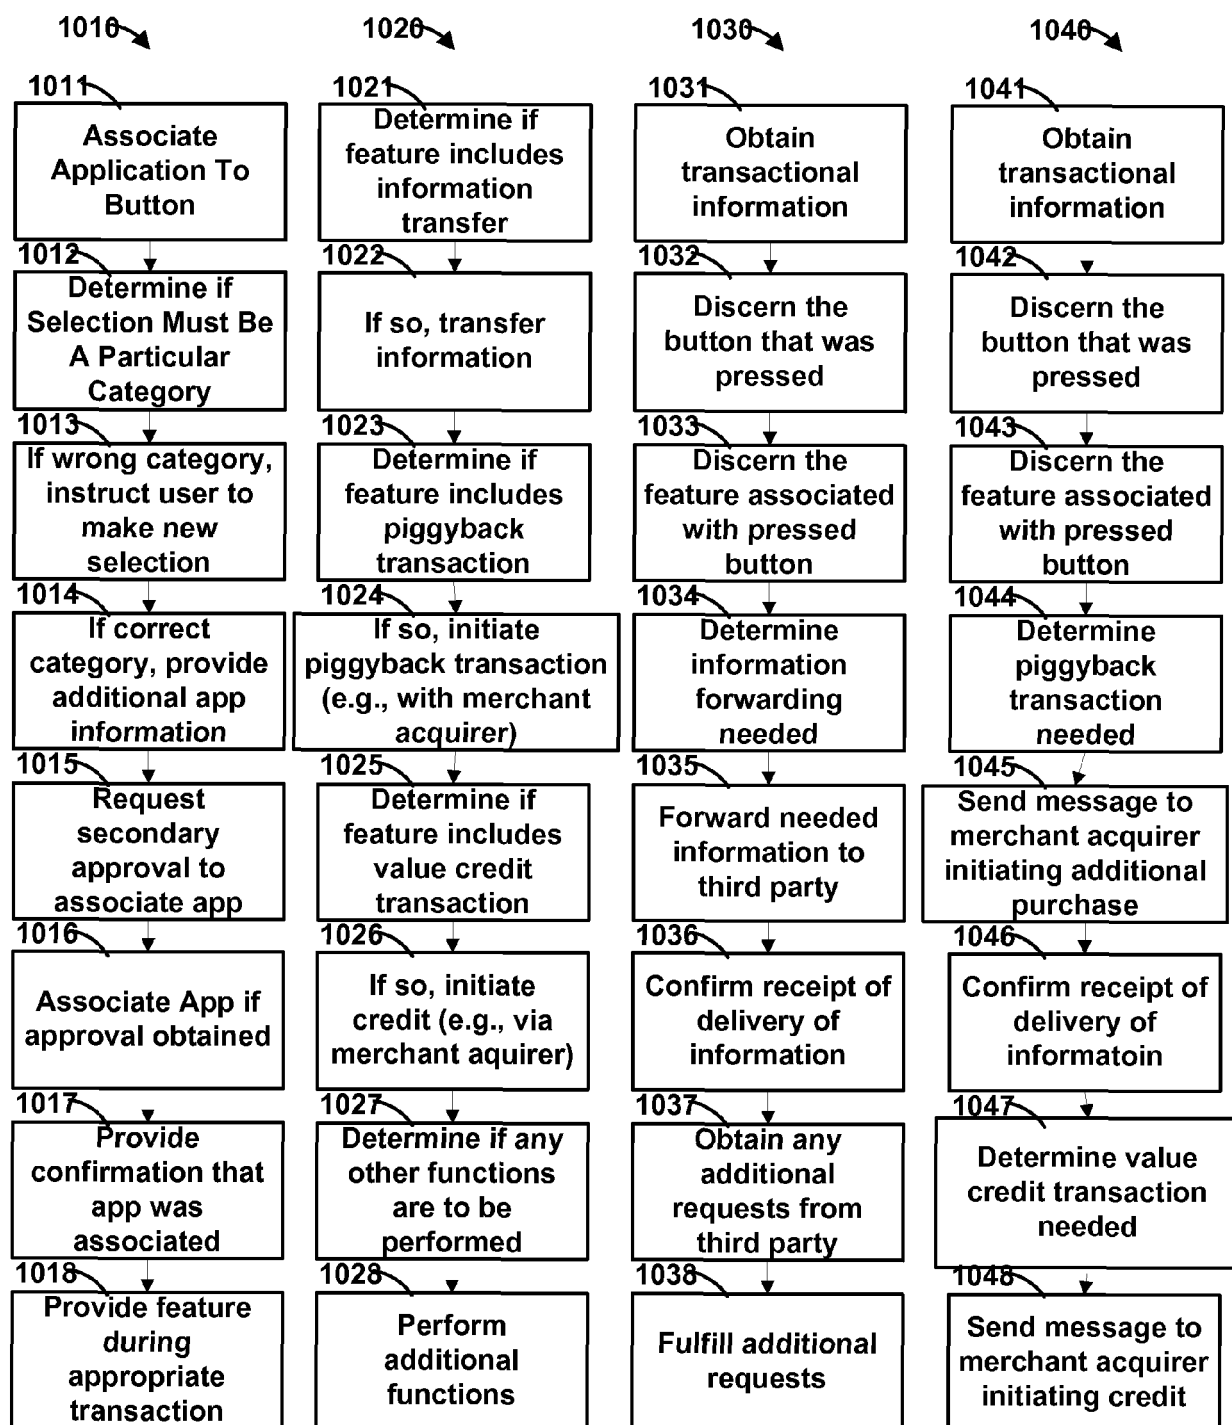 1010
1011
Associate
Application To
Button
1012
Determine if
Selection Must Be
A Particular
Category
1013
If wrong category,
instruct user to
make new
selection
1014
If correct
category, provide
additional app
information
1015
Request
secondary
approval to
associate app
1016
Associate App if
approval obtained
1017
Provide
confirmation that
app was
associated
1018
Provide feature
during
appropriate
transaction
1020
1021
Determine if
feature includes
information
transfer
1022
If so, transfer
information
1023
Determine if
feature includes
piggyback
transaction
1024
If so, initiate
piggyback transaction
(e.g., with merchant
acquirer)
1025
Determine if
feature includes
value credit
transaction
1026
If so, initiate
credit (e.g., via
merchant aquirer)
1027
Determine if any
other functions
are to be
performed
1028
Perform
additional
functions
1030
1031
Obtain
transactional
information
1032
Discern the
button that was
pressed
1033
Discern the
feature associated
with pressed
button
1034
Determine
information
forwarding
needed
1035
Forward needed
information to
third party
1036
Confirm receipt of
delivery of
information
1037
Obtain any
additional
requests from
third party
1038
Fulfill additional
requests
1040
1041
Obtain
transactional
information
1042
Discern the
button that was
pressed
1043
Discern the
feature associated
with pressed
button
1044
Determine
piggyback
transaction
needed
1045
Send message to
merchant acquirer
initiating additional
purchase
1046
Confirm receipt of
delivery of
informatoin
1047
Determine value
credit transaction
needed
1048
Send message to
merchant acquirer
initiating credit